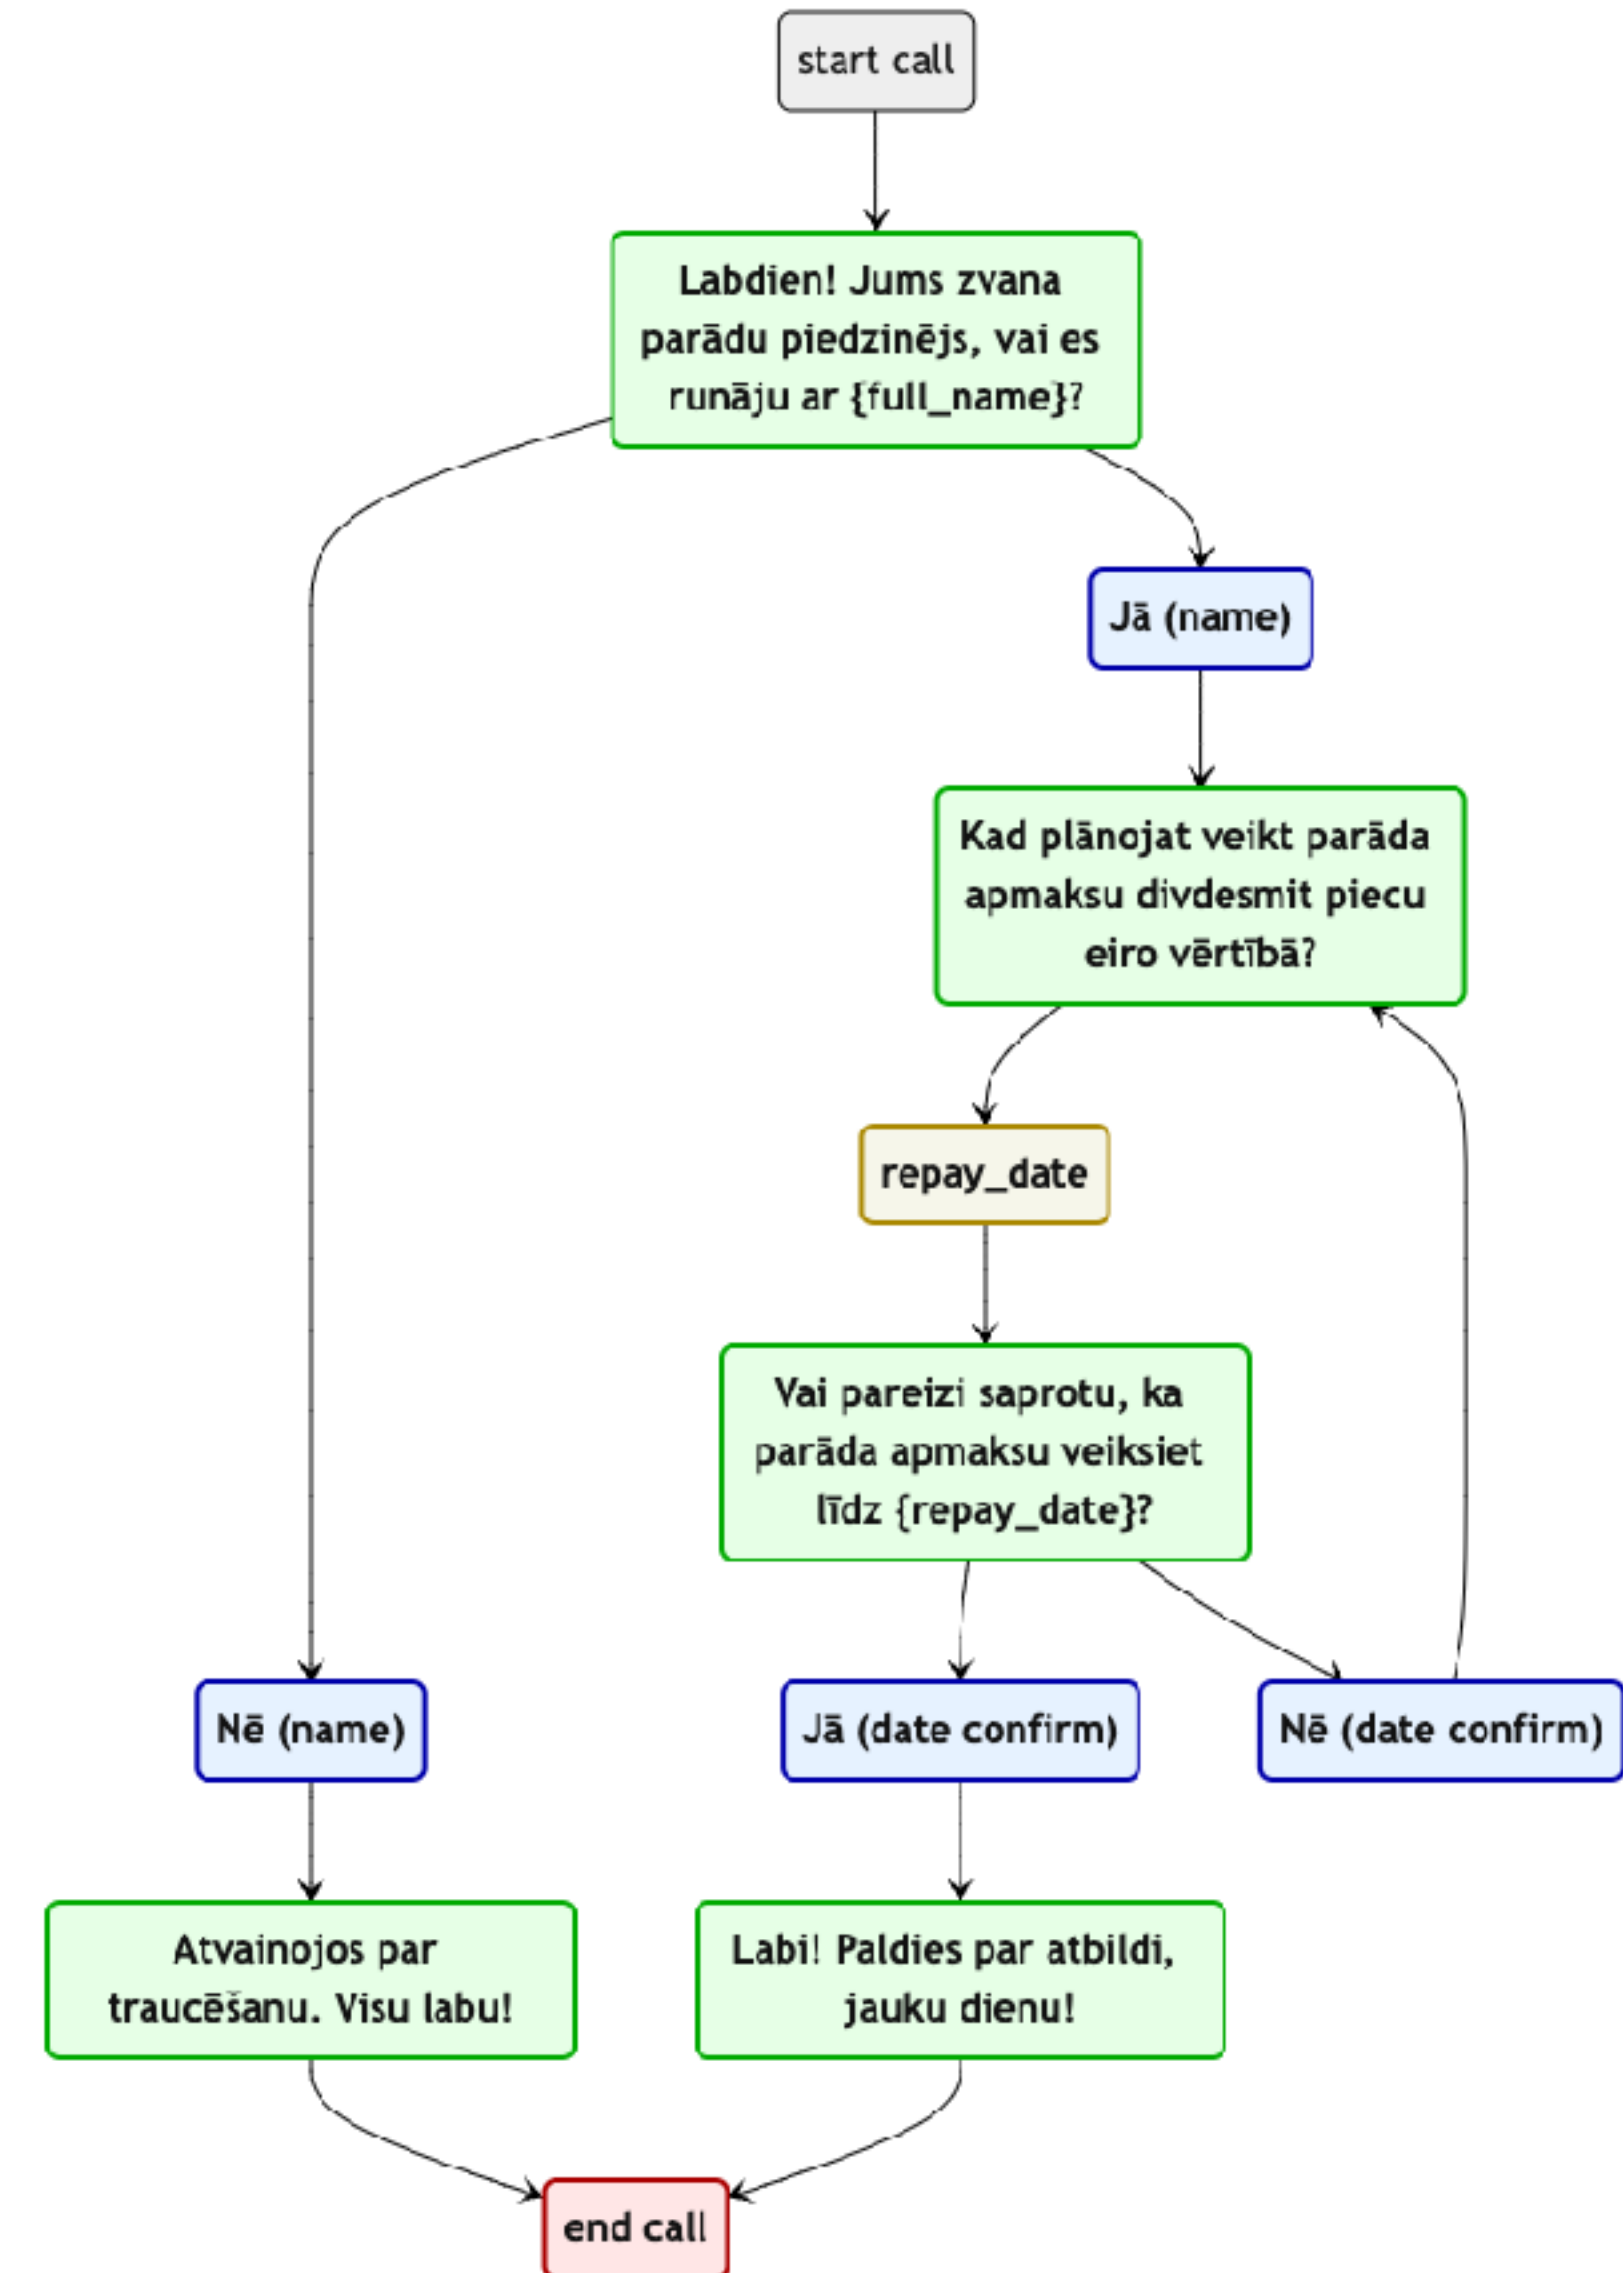 start call
Labdien! Jums zvana
parādu piedzinējs, vai es
runāju ar {full_name}?
Jā (name)
Kad plānojat veikt parāda
apmaksu divdesmit piecu
eiro vērtībā?
repay_date
Vai pareizi saprotu, ka
parāda apmaksu veiksiet
līdz {repay_date}?
Nē (name)
Jā (date confirm)
Nē (date confirm)
Atvainojos par
traucēšanu. Visu labu!
Labi! Paldies par atbildi,
jauku dienu!
end call